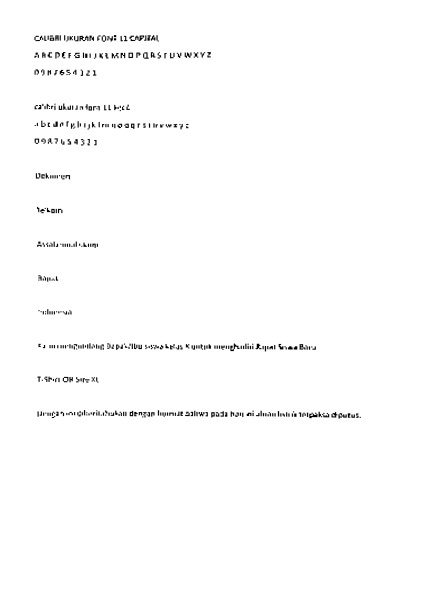 CALIBRI UKURAN FONT 11 CAPITAL
A B C D E F G H I J K L M N O P Q R S T U V W X Y Z
0 9 8 7 6 5 4 3 2 1
calibri ukuran font 11 kecil
a b c d e f g h i j k l m n o p q r s t u v w x y z
0 9 8 7 6 5 4 3 2 1
Dokumen
Telkom
Assalamualaikum
Bapak
Indonesia
Kami mengundang Bapak/Ibu siswa kelas X untuk menghadiri Rapat Siswa Baru
T-Shirt OR Size XL
Dengan memberitahukan dengan hormat bahwa pada hari ini aliran listrik terpaksa diputus.